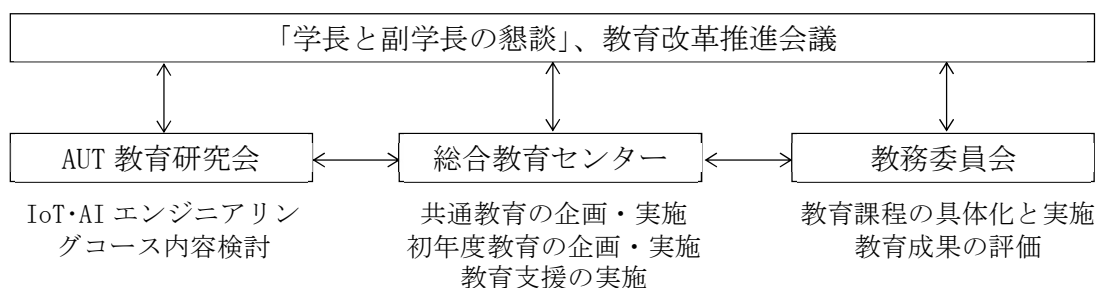 「学長と副学長の懇談」、教育改革推進会議
AUT 教育研究会
総合教育センター
教務委員会
IoT･AI エンジニアリン
グコース内容検討
共通教育の企画・実施
初年度教育の企画・実施
教育支援の実施
教育課程の具体化と実施
教育成果の評価